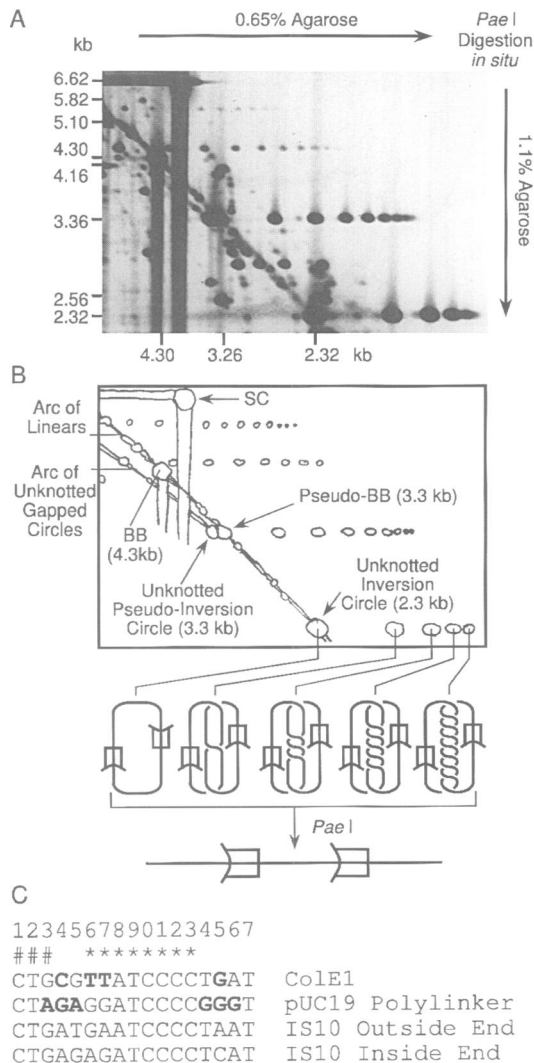 A
0.65% Agarose
Pae I
Digestion
in situ
kb
6.62
5.82
5.10
4.30
4.16
3.36
2.56
2.32
1.1% Agarose
4.30
3.26
2.32
kb
B
SC
Arc of
Linears
Arc of
Unknotted
Gapped
Circles
BB
(4.3kb)
Pseudo-BB (3.3 kb)
Unknotted
Pseudo-Inversion
Circle (3.3 kb)
Unknotted
Inversion
Circle (2.3 kb)
Pae I
C
12345678901234567
### ********
CTGCGTTATCCCCTGAT ColE1
CTAGAGGATCCCCGGGT pUC19 Polylinker
CTGATGAATCCCCTAAT IS10 Outside End
CTGAGAGATCCCCTCAT IS10 Inside End